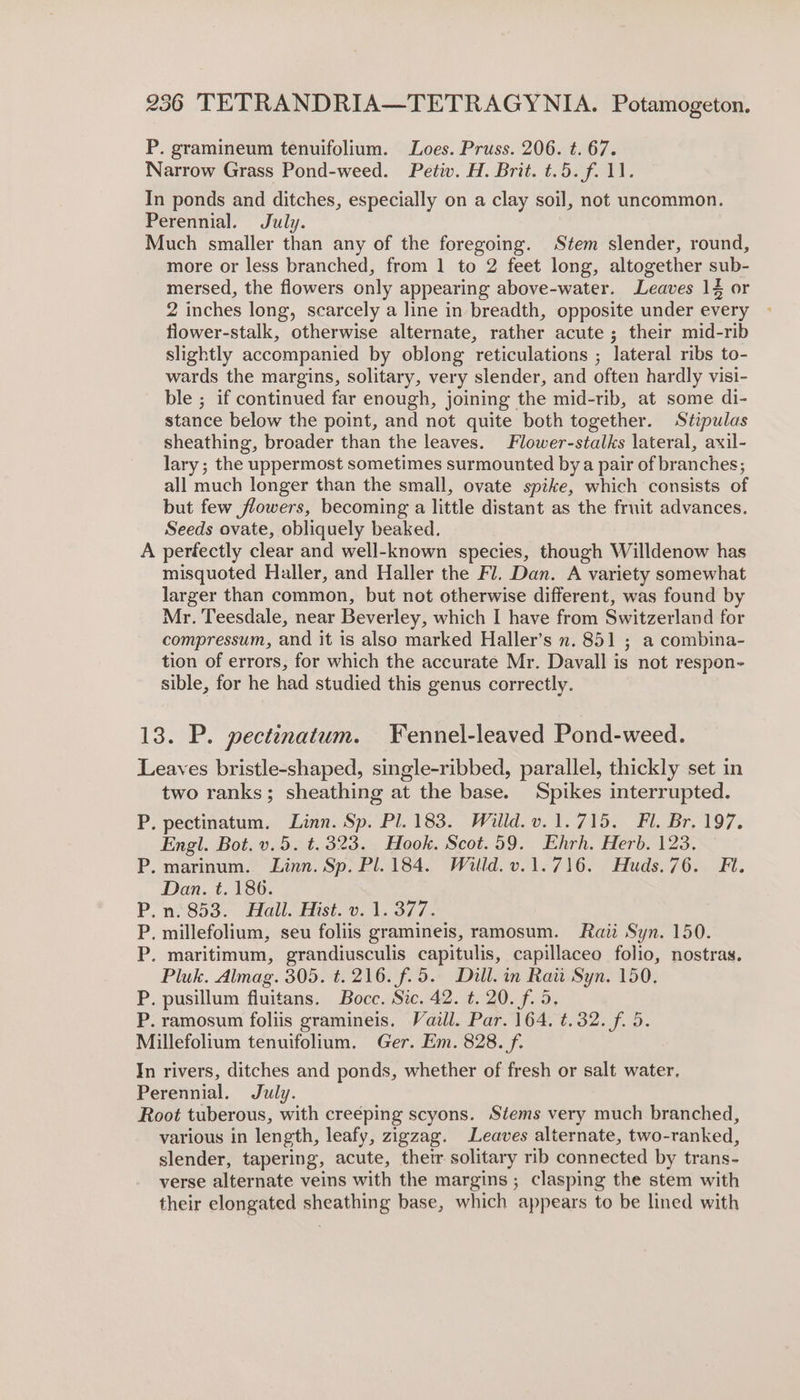 236 TETRANDRIA—TETRAGYNIA. Potamogeton.
P. gramineum tenuifolium. Loes. Pruss. 206. t. 67.
Narrow Grass Pond-weed. Petiv. H. Brit. t. 5. f. 11.
In ponds and ditches, especially on a clay soil, not uncommon.
Perennial. July.
Much smaller than any of the foregoing. Stem slender, round,
more or less branched, from 1 to 2 feet long, altogether sub-
mersed, the flowers only appearing above-water. Leaves 1½ or
2 inches long, scarcely a line in breadth, opposite under every
flower-stalk, otherwise alternate, rather acute; their mid-rib
slightly accompanied by oblong reticulations; lateral ribs to-
wards the margins, solitary, very slender, and often hardly visi-
ble; if continued far enough, joining the mid-rib, at some di-
stance below the point, and not quite both together. Stipulas
sheathing, broader than the leaves. Flower-stalks lateral, axil-
lary; the uppermost sometimes surmounted by a pair of branches;
all much longer than the small, ovate spike, which consists of
but few flowers, becoming a little distant as the fruit advances.
Seeds ovate, obliquely beaked.
A perfectly clear and well-known species, though Willdenow has
misquoted Haller, and Haller the Fl. Dan. A variety somewhat
larger than common, but not otherwise different, was found by
Mr. Teesdale, near Beverley, which I have from Switzerland for
compressum, and it is also marked Haller's n. 851; a combina-
tion of errors, for which the accurate Mr. Davall is not respon-
sible, for he had studied this genus correctly.
13. P. pectinatum. Fennel-leaved Pond-weed.
Leaves bristle-shaped, single-ribbed, parallel, thickly set in
two ranks; sheathing at the base. Spikes interrupted.
P. pectinatum. Linn. Sp. Pl. 183. Willd. v. 1. 715. Fl. Br. 197.
Engl. Bot. v. 5. t. 323. Hook. Scot. 59. Ehrh. Herb. 123.
P. marinum. Linn. Sp. Pl. 184. Willd. v. 1. 716. Huds. 76. Fl.
Dan. t. 186.
P. n. 853. Hall. Hist. v. 1. 377.
P. millefolium, seu foliis gramineis, ramosum. Raii Syn. 150.
P. maritimum, grandiusculis capitulis, capillaceo folio, nostras.
Pluk. Almag. 305. t. 216. f. 5. Dill. in Raii Syn. 150.
P. pusillum fluitans. Bocc. Sic. 42. t. 20. f. 5.
P. ramosum foliis gramineis. Vaill. Par. 164. t. 32. f. 5.
Millefolium tenuifolium. Ger. Em. 828. f.
In rivers, ditches and ponds, whether of fresh or salt water.
Perennial. July.
Root tuberous, with creeping scyons. Stems very much branched,
various in length, leafy, zigzag. Leaves alternate, two-ranked,
slender, tapering, acute, their solitary rib connected by trans-
verse alternate veins with the margins; clasping the stem with
their elongated sheathing base, which appears to be lined with